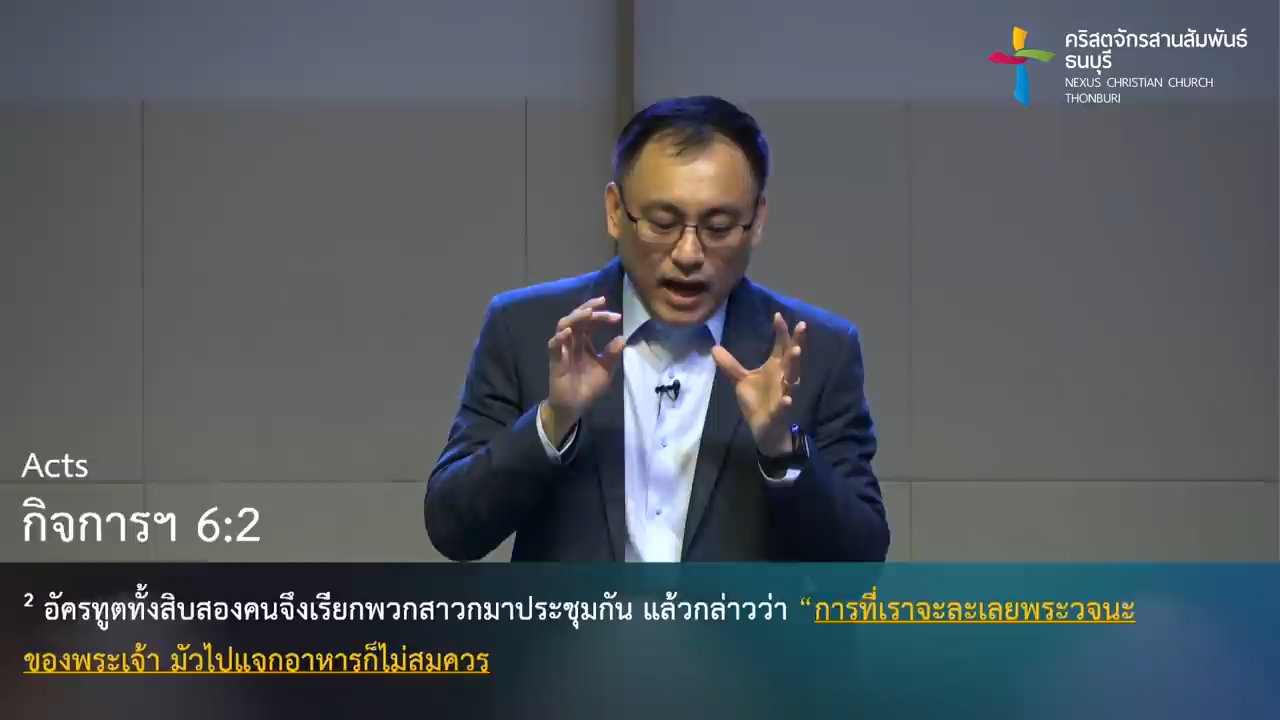 คริสตจักรสานสัมพันธ์
ธนบุรี
NEXUS CHRISTIAN CHURCH
THONBURI
Acts
กิจการฯ 6:2
² อัครทูตทั้งสิบสองคนจึงเรียกพวกสาวกมาประชุมกัน แล้วกล่าวว่า “การที่เราจะละเลยพระวจนะ
ของพระเจ้า มัวไปแจกอาหารก็ไม่สมควร